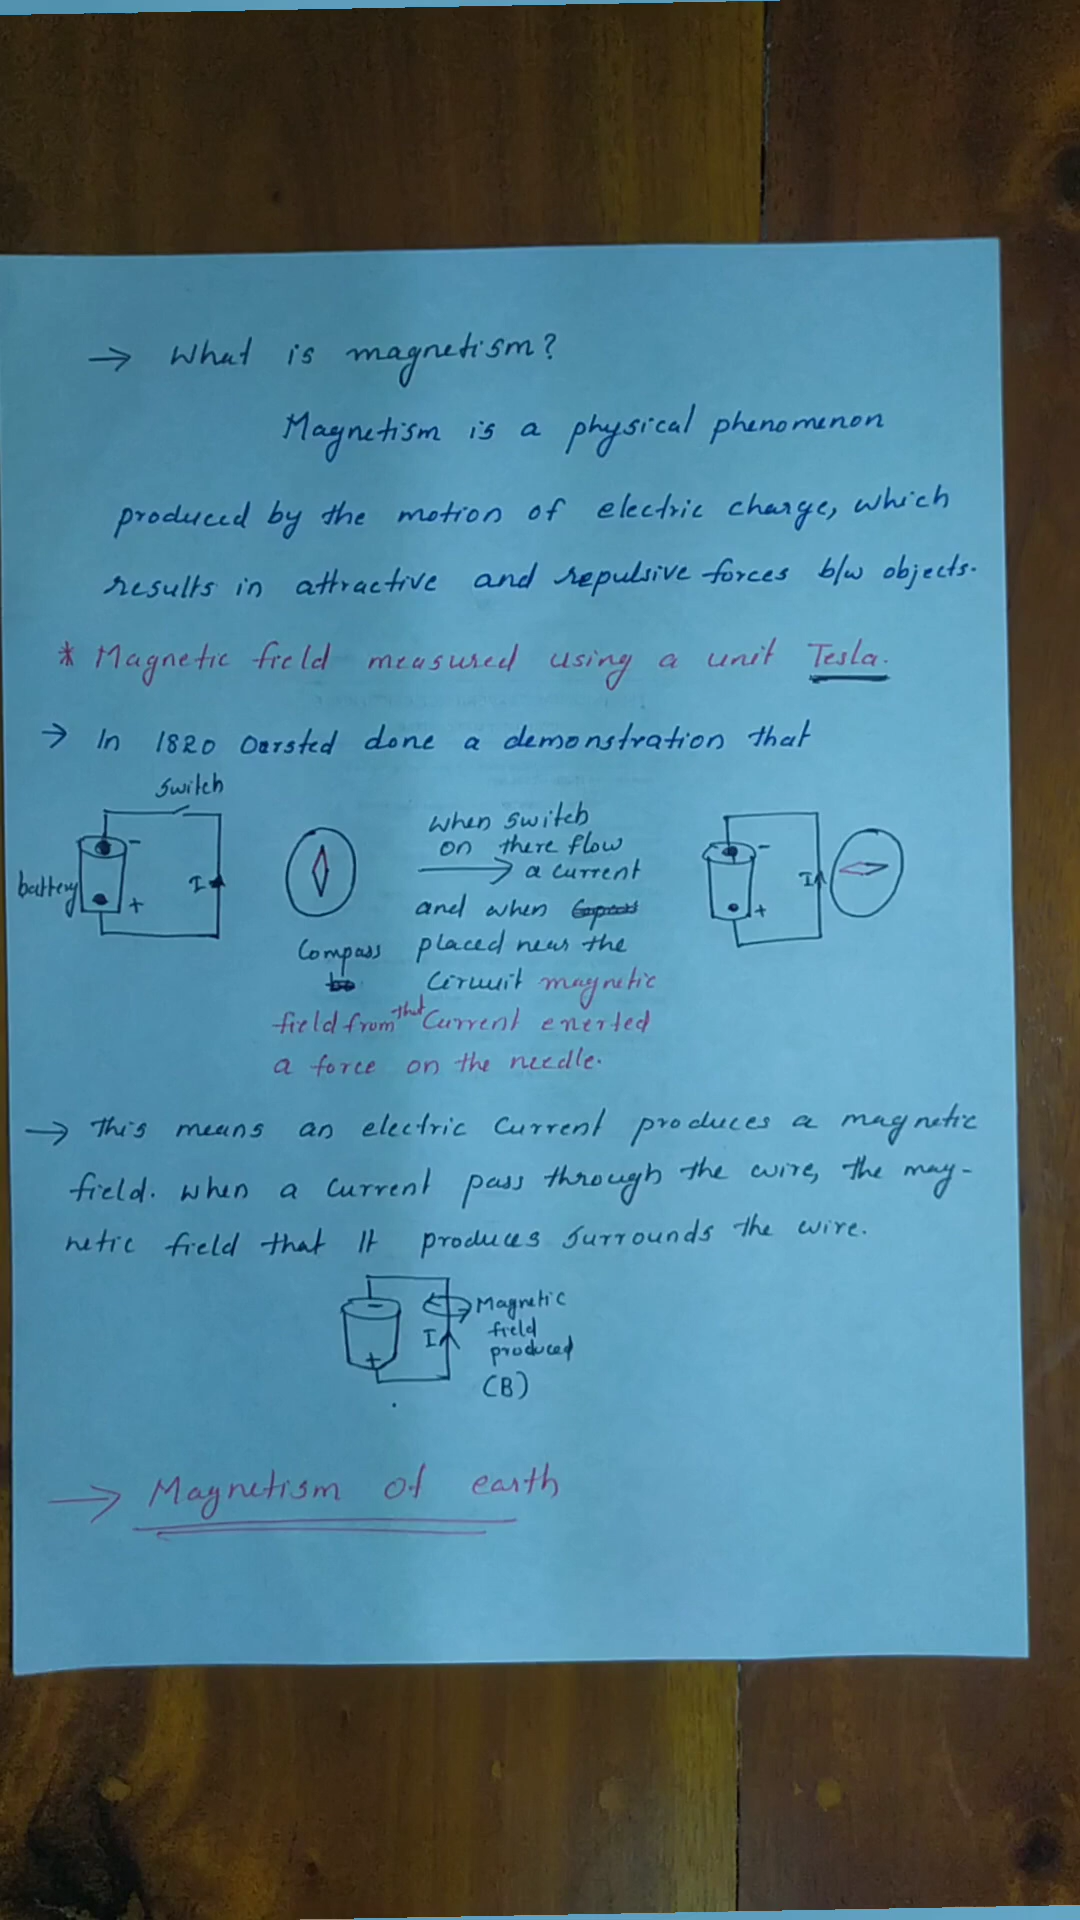 → What is magnetism?
Magnetism is a physical phenomenon
produced by the motion of electric charge, which
results in attractive and repulsive forces b/w objects.
* Magnetic field measured using a unit Tesla.
→ In 1820 Oersted done a demonstration that
Switch
battery
-
+
I
Compass
when switch
on there flow
→ a current
and when
placed near the
Circuit magnetic
field from that Current enerted
a force on the needle.
-
+
I
→ This means an electric Current produces a magnetic
field. when a current pass through the wire, the mag-
netic field that It produces Surrounds the wire.
-
+
I
Magnetic
field
produced
(B)
→ Magnetism of earth